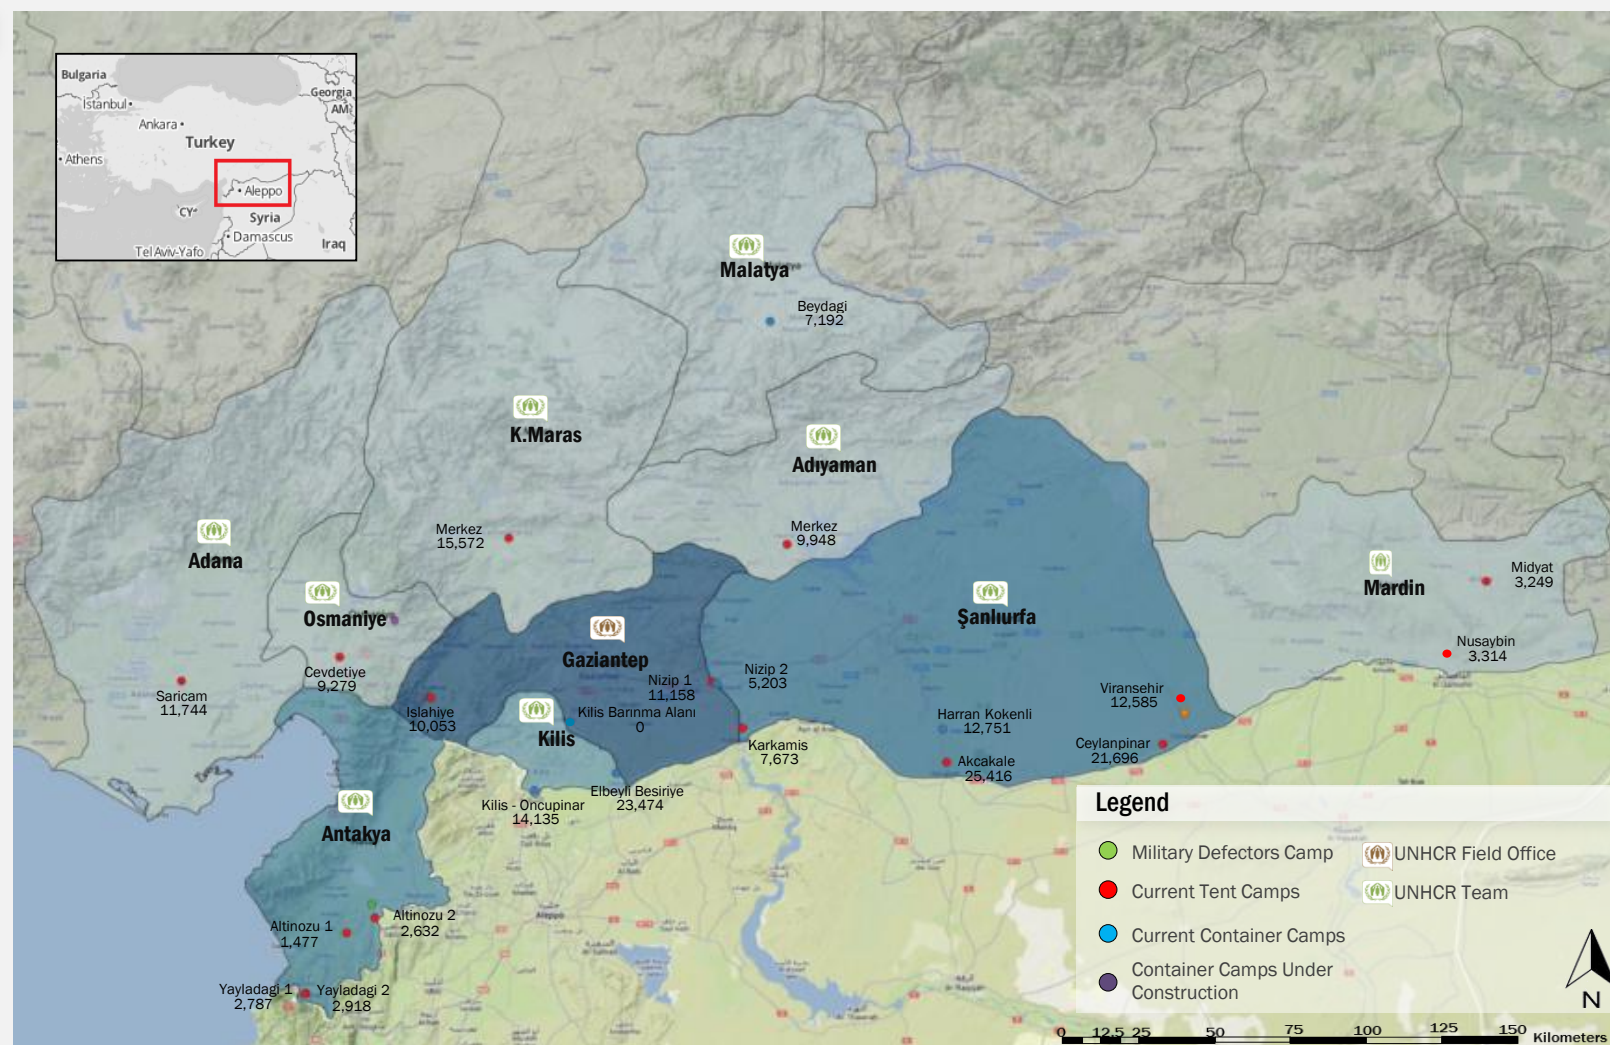 Bulgaria
Georgia
İstanbul
AM
Ankara
Turkey
Athens
Aleppo
CY
Syria
Damascus
Tel Aviv-Yafo
Iraq
Malatya
Beydagi
7,192
K.Maras
Adıyaman
Merkez
15,572
Merkez
9,948
Adana
Saricam
11,744
Osmaniye
Cevdetiye
9,279
Gaziantep
Islahiye
10,053
Nizip 1
11,158
Nizip 2
5,203
Kilis
Kilis Barınma Alanı
0
Karkamis
7,673
Elbeyli Besiriye
23,474
Kilis - Oncupinar
14,135
Şanlıurfa
Harran Kokenli
12,751
Akcakale
25,416
Viransehir
12,585
Ceylanpinar
21,696
Mardin
Midyat
3,249
Nusaybin
3,314
Antakya
Altinozu 1
1,477
Altinozu 2
2,632
Yayladagi 1
2,787
Yayladagi 2
2,918
Legend
Military Defectors Camp
UNHCR Field Office
Current Tent Camps
UNHCR Team
Current Container Camps
Container Camps Under
Construction
N
0 12,5 25 50 75 100 125 150 Kilometers